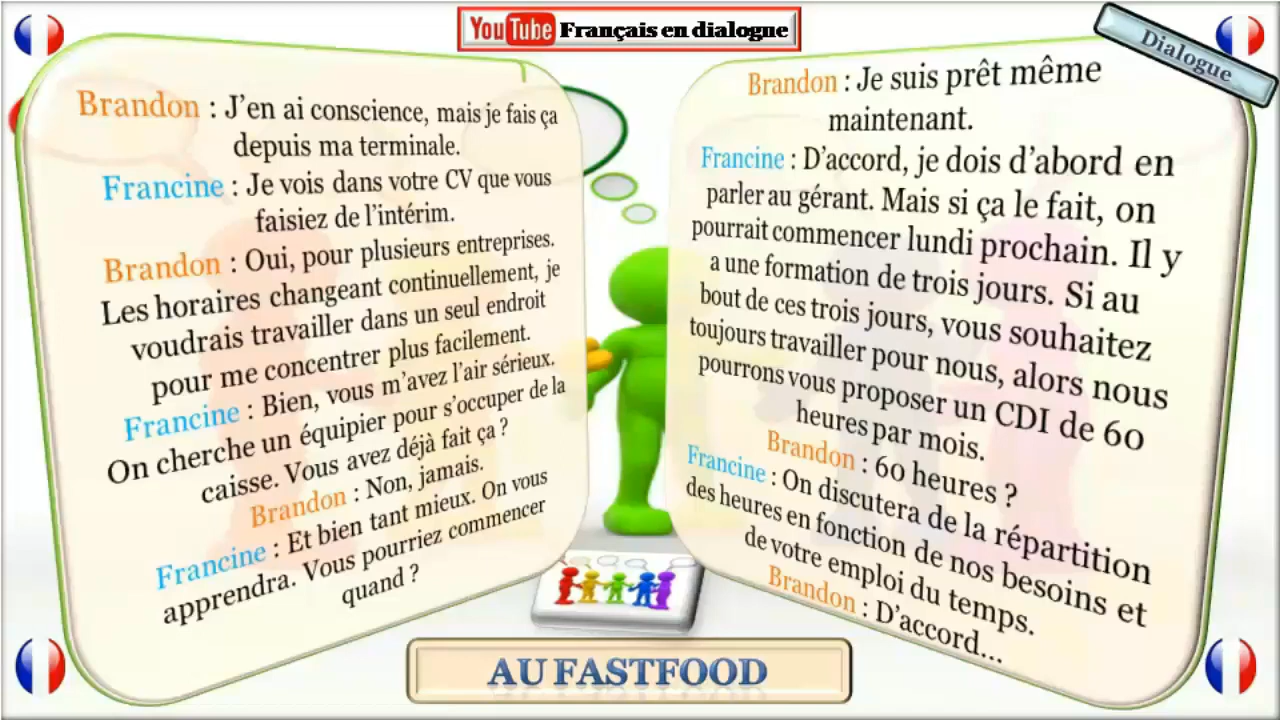 YouTube Français en dialogue
Dialogue
Brandon : J’en ai conscience, mais je fais ça
depuis ma terminale.
Francine : Je vois dans votre CV que vous
faisiez de l’intérim.
Brandon : Oui, pour plusieurs entreprises.
Les horaires changeant continuellement, je
voudrais travailler dans un seul endroit
pour me concentrer plus facilement.
Francine : Bien, vous m’avez l’air sérieux.
On cherche un équipier pour s’occuper de la
caisse. Vous avez déjà fait ça ?
Brandon : Non, jamais.
Francine : Et bien tant mieux. On vous
apprendra. Vous pourriez commencer
quand ?
Brandon : Je suis prêt même
maintenant.
Francine : D’accord, je dois d’abord en
parler au gérant. Mais si ça le fait, on
pourrait commencer lundi prochain. Il y
a une formation de trois jours. Si au
bout de ces trois jours, vous souhaitez
toujours travailler pour nous, alors nous
pourrons vous proposer un CDI de 60
heures par mois.
Brandon : 60 heures ?
Francine : On discutera de la répartition
des heures en fonction de nos besoins et
de votre emploi du temps.
Brandon : D’accord...
AU FASTFOOD